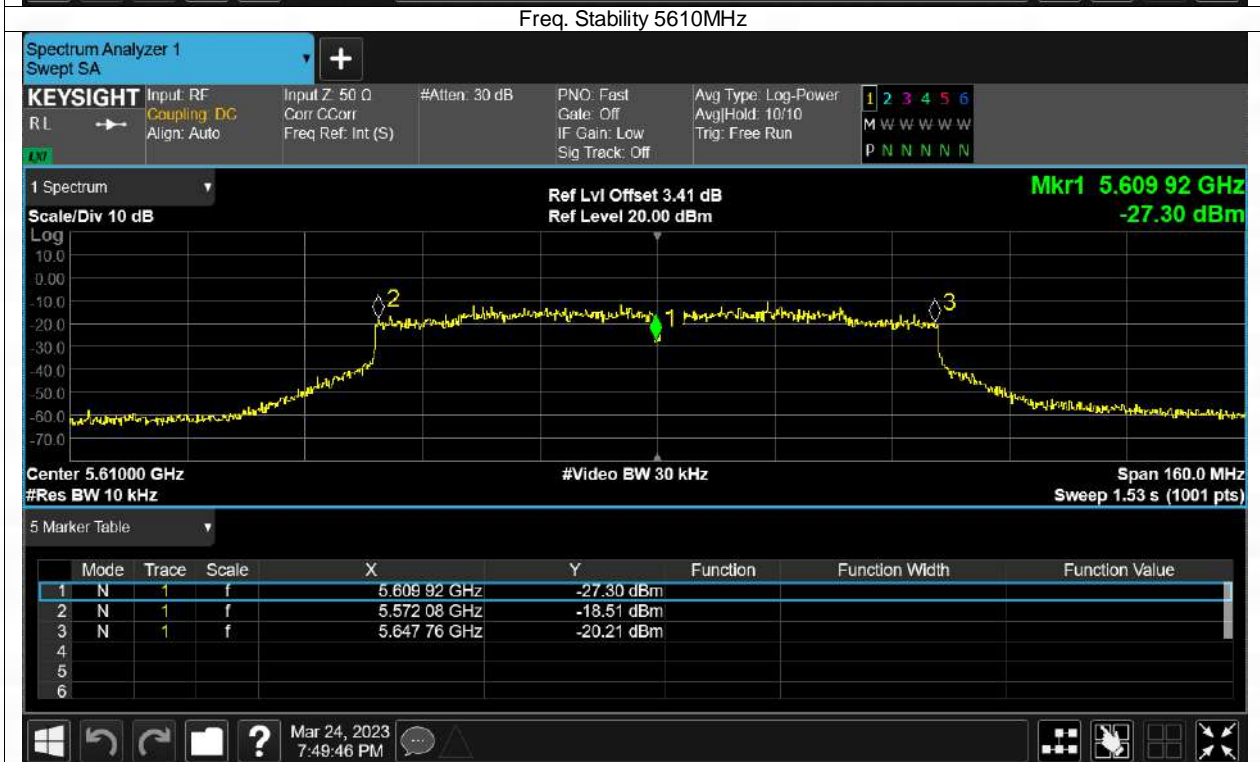 Freq. Stability 5610MHz
Spectrum Analyzer 1
Swept SA
+
KEYSIGHT
RL
LXI
Input: RF
Coupling: DC
Align: Auto
Input Z: 50 Ω
Corr CCorr
Freq Ref: Int (S)
#Atten: 30 dB
PNO: Fast
Gate: Off
IF Gain: Low
Sig Track: Off
Avg Type: Log-Power
Avg|Hold: 10/10
Trig: Free Run
1 2 3 4 5 6
M W W W W W
P N N N N N
1 Spectrum
Scale/Div 10 dB
Ref Lvl Offset 3.41 dB
Ref Level 20.00 dBm
Mkr1 5.609 92 GHz
-27.30 dBm
Log
10.0
0.00
-10.0
-20.0
-30.0
-40.0
-50.0
-60.0
-70.0
2
1
3
Center 5.61000 GHz
#Video BW 30 kHz
Span 160.0 MHz
#Res BW 10 kHz
Sweep 1.53 s (1001 pts)
5 Marker Table
Mode Trace Scale X Y Function Function Width Function Value
1 N 1 f 5.609 92 GHz -27.30 dBm
2 N 1 f 5.572 08 GHz -18.51 dBm
3 N 1 f 5.647 76 GHz -20.21 dBm
4
5
6
?
Mar 24, 2023
7:49:46 PM